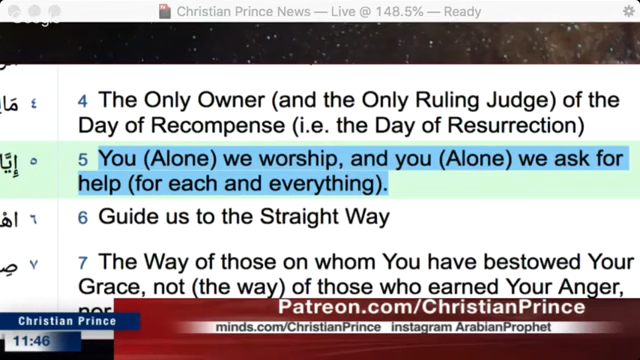 Christian Prince News — Live @ 148.5% — Ready
٤ 4 The Only Owner (and the Only Ruling Judge) of the
Day of Recompense (i.e. the Day of Resurrection)
إِيَّا ٥ 5 You (Alone) we worship, and you (Alone) we ask for
help (for each and everything).
٦ 6 Guide us to the Straight Way
٧ 7 The Way of those on whom You have bestowed Your
Grace, not (the way) of those who earned Your Anger,
nor
Patreon.com/ChristianPrince
Christian Prince
minds.com/ChristianPrince instagram ArabianProphet
11:46